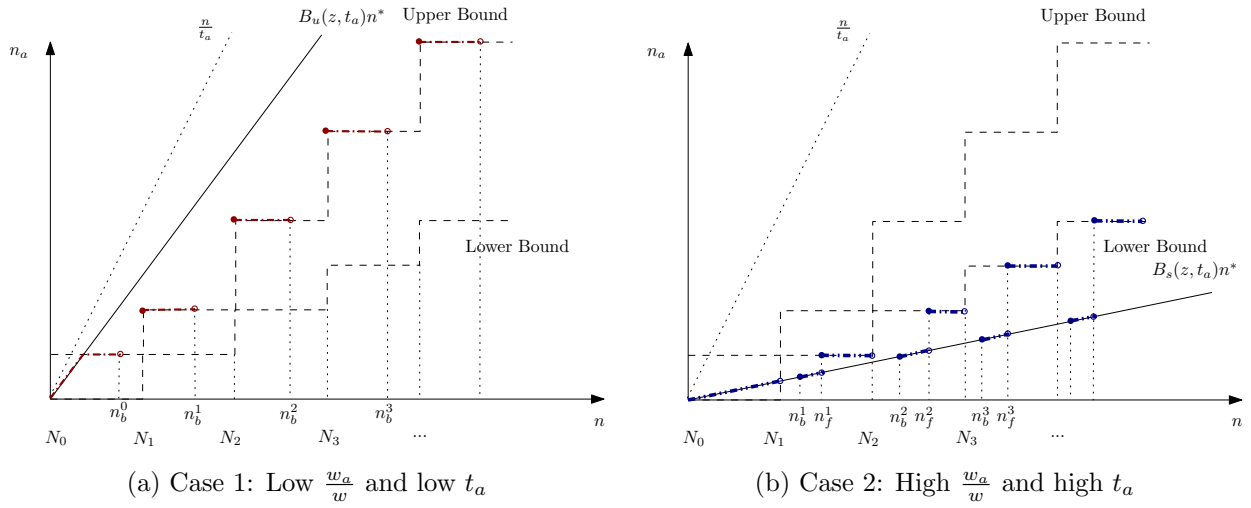 B_u(z, t_a)n*
Upper Bound
n/t_a
n_a
Lower Bound
n_b^0
n_b^1
n_b^2
n_b^3
n
N_0
N_1
N_2
N_3
...
(a) Case 1: Low w_a/w and low t_a
Upper Bound
n/t_a
n_a
Lower Bound
B_s(z, t_a)n*
n_b^1
n_f^1
n_b^2
n_f^2
n_b^3
n_f^3
n
N_0
N_1
N_2
N_3
...
(b) Case 2: High w_a/w and high t_a